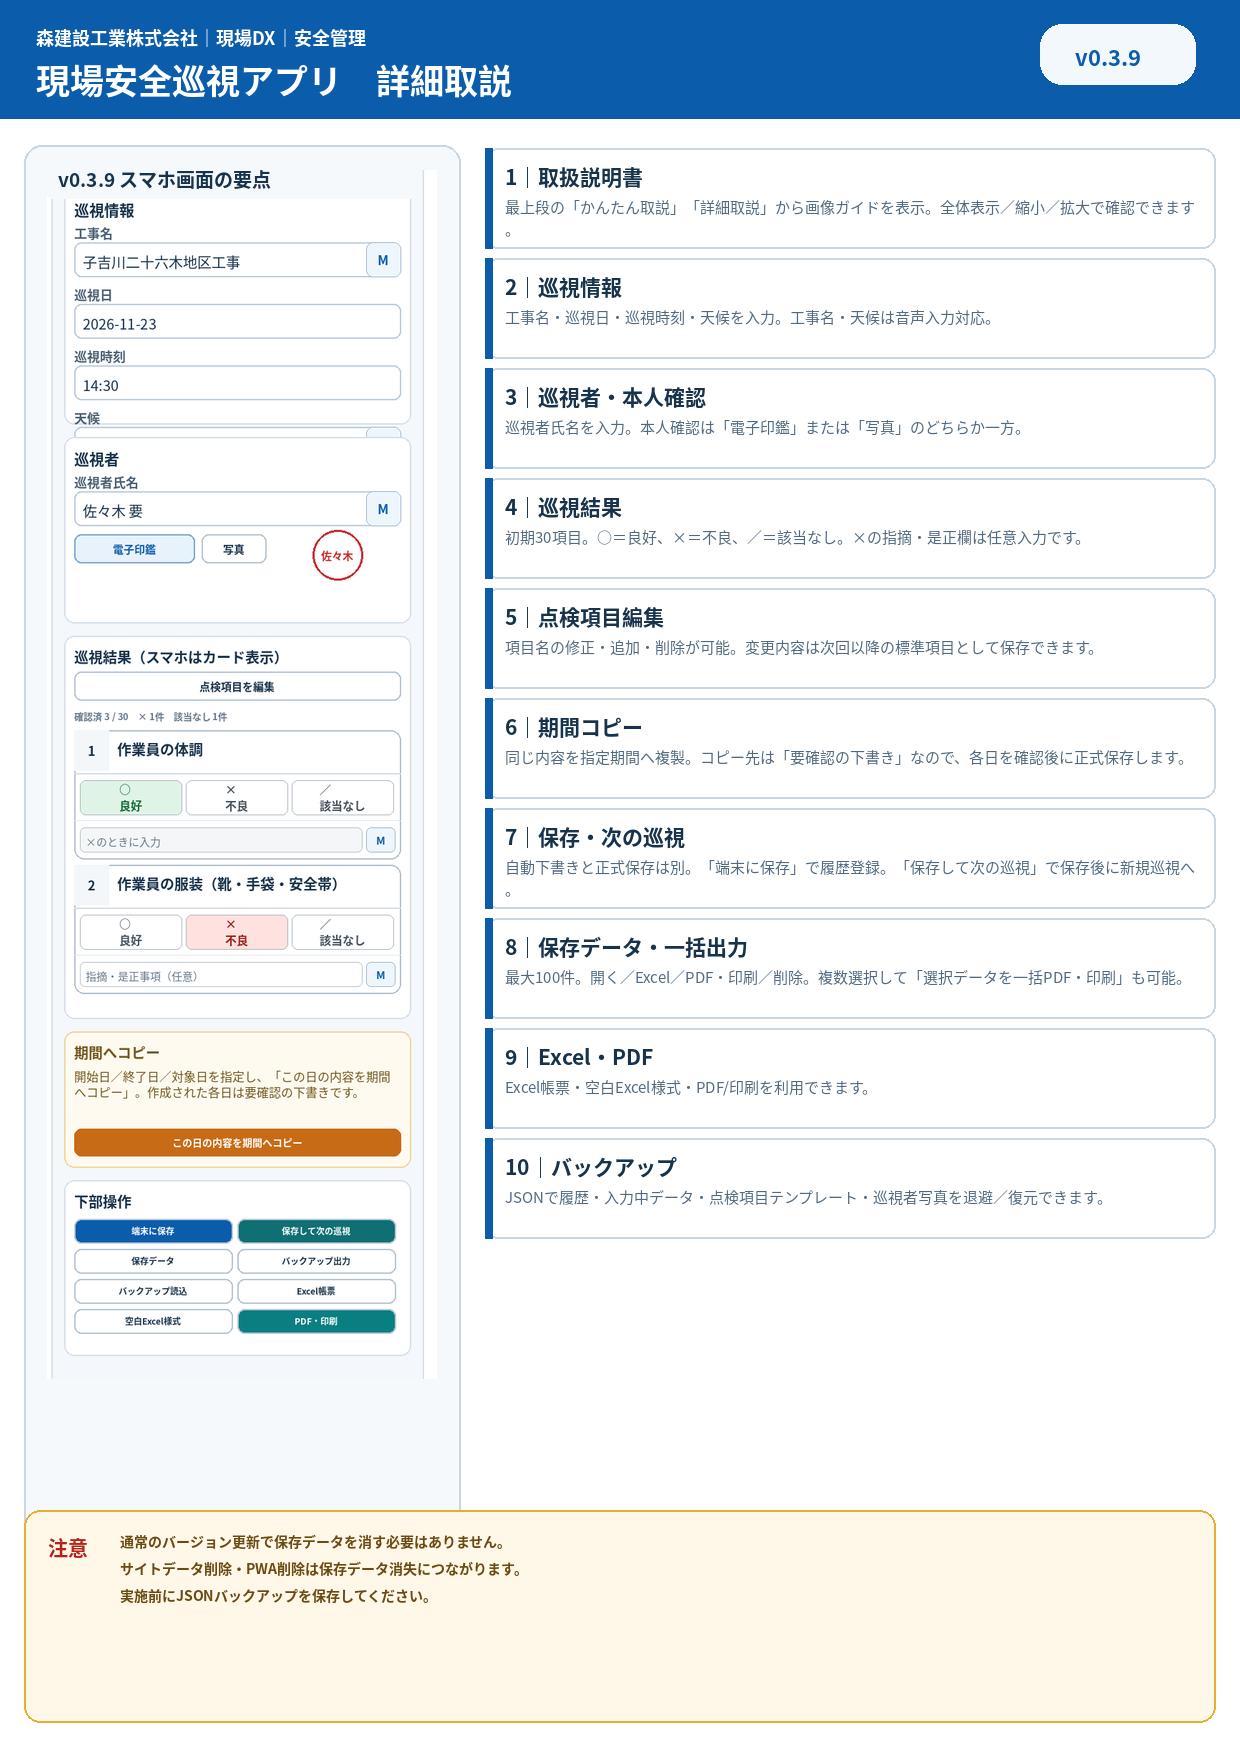 森建設工業株式会社｜現場DX｜安全管理
現場安全巡視アプリ　詳細取説
v0.3.9
v0.3.9 スマホ画面の要点
巡視情報
工事名
子吉川二十六木地区工事
M
巡視日
2026-11-23
巡視時刻
14:30
天候
巡視者
巡視者氏名
佐々木 要
M
電子印鑑
写真
佐々木
巡視結果（スマホはカード表示）
点検項目を編集
確認済 3 / 30　× 1件　該当なし 1件
1
作業員の体調
○
良好
×
不良
／
該当なし
×のときに入力
M
2
作業員の服装（靴・手袋・安全帯）
○
良好
×
不良
／
該当なし
指摘・是正事項（任意）
M
期間へコピー
開始日／終了日／対象日を指定し、「この日の内容を期間
へコピー」。作成された各日は要確認の下書きです。
この日の内容を期間へコピー
下部操作
端末に保存
保存して次の巡視
保存データ
バックアップ出力
バックアップ読込
Excel帳票
空白Excel様式
PDF・印刷
1｜取扱説明書
最上段の「かんたん取説」「詳細取説」から画像ガイドを表示。全体表示／縮小／拡大で確認できます
。
2｜巡視情報
工事名・巡視日・巡視時刻・天候を入力。工事名・天候は音声入力対応。
3｜巡視者・本人確認
巡視者氏名を入力。本人確認は「電子印鑑」または「写真」のどちらか一方。
4｜巡視結果
初期30項目。○＝良好、×＝不良、／＝該当なし。×の指摘・是正欄は任意入力です。
5｜点検項目編集
項目名の修正・追加・削除が可能。変更内容は次回以降の標準項目として保存できます。
6｜期間コピー
同じ内容を指定期間へ複製。コピー先は「要確認の下書き」なので、各日を確認後に正式保存します。
7｜保存・次の巡視
自動下書きと正式保存は別。「端末に保存」で履歴登録。「保存して次の巡視」で保存後に新規巡視へ
。
8｜保存データ・一括出力
最大100件。開く／Excel／PDF・印刷／削除。複数選択して「選択データを一括PDF・印刷」も可能。
9｜Excel・PDF
Excel帳票・空白Excel様式・PDF/印刷を利用できます。
10｜バックアップ
JSONで履歴・入力中データ・点検項目テンプレート・巡視者写真を退避／復元できます。
注意
通常のバージョン更新で保存データを消す必要はありません。
サイトデータ削除・PWA削除は保存データ消失につながります。
実施前にJSONバックアップを保存してください。